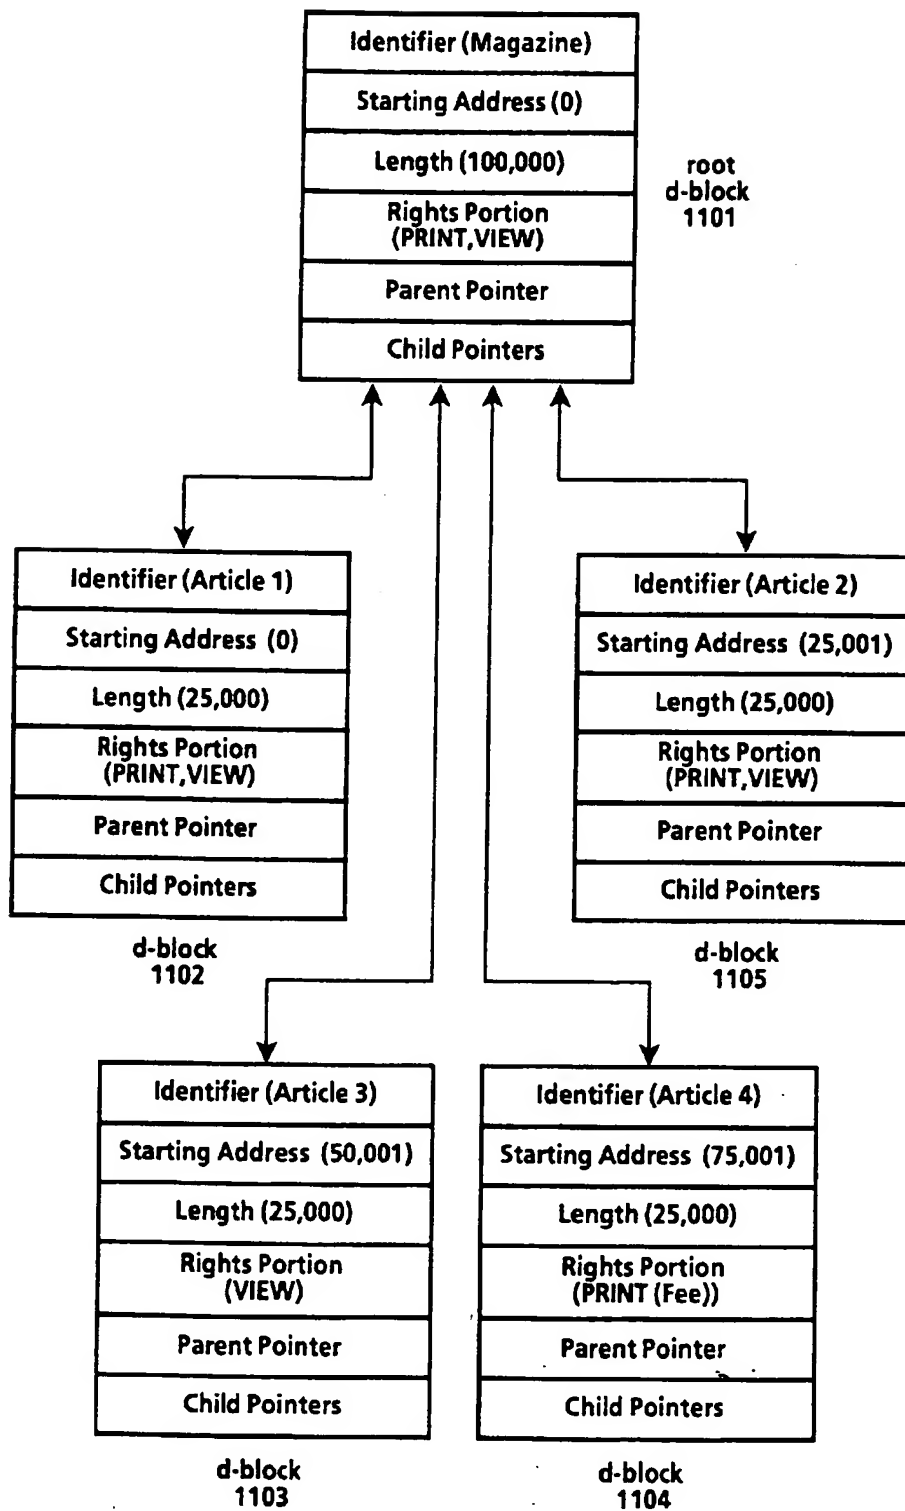 Identifier (Magazine)
Starting Address (0)
Length (100,000)
Rights Portion
(PRINT,VIEW)
Parent Pointer
Child Pointers
root
d-block
1101
Identifier (Article 1)
Starting Address (0)
Length (25,000)
Rights Portion
(PRINT,VIEW)
Parent Pointer
Child Pointers
d-block
1102
Identifier (Article 2)
Starting Address (25,001)
Length (25,000)
Rights Portion
(PRINT,VIEW)
Parent Pointer
Child Pointers
d-block
1105
Identifier (Article 3)
Starting Address (50,001)
Length (25,000)
Rights Portion
(VIEW)
Parent Pointer
Child Pointers
d-block
1103
Identifier (Article 4)
Starting Address (75,001)
Length (25,000)
Rights Portion
(PRINT (Fee))
Parent Pointer
Child Pointers
d-block
1104